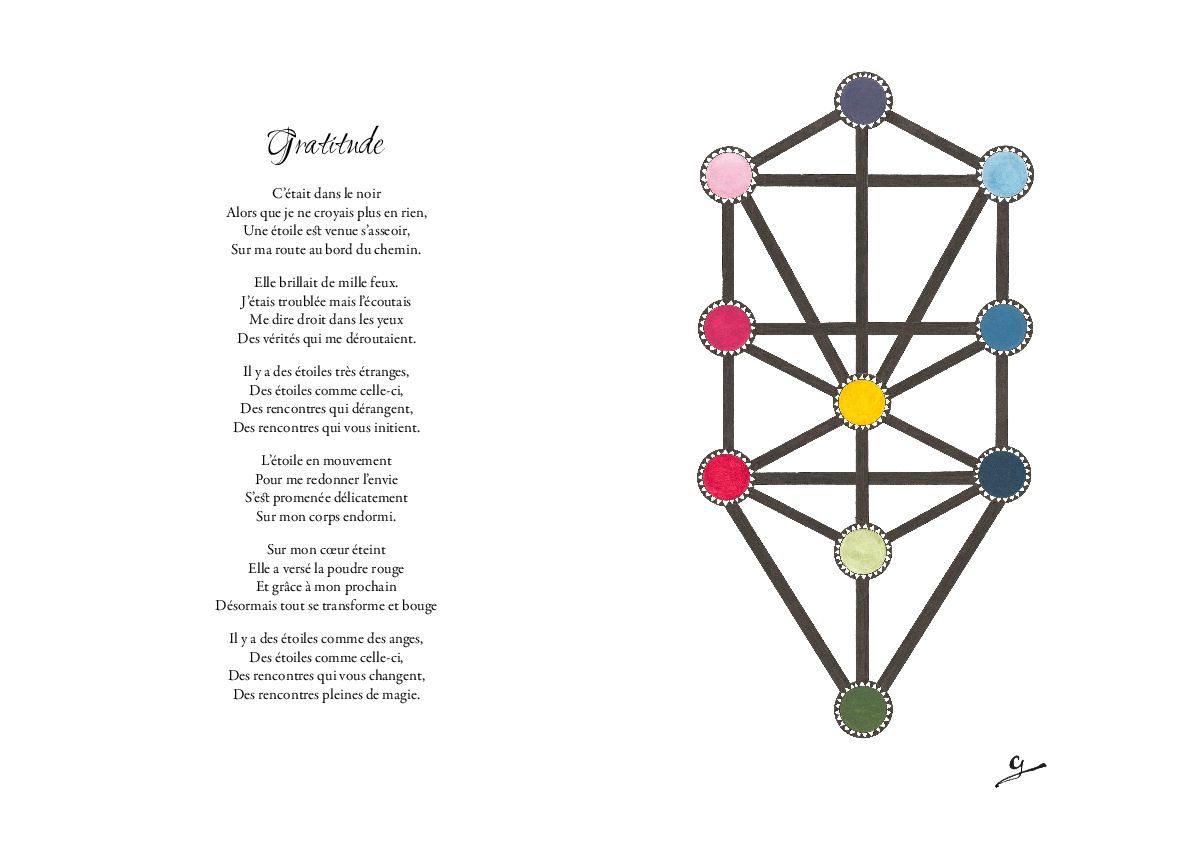 Gratitude
C'était dans le noir
Alors que je ne croyais plus en rien,
Une étoile est venue s'asseoir,
Sur ma route au bord du chemin.
Elle brillait de mille feux.
J'étais troublée mais l'écoutais
Me dire droit dans les yeux
Des vérités qui me déroutaient.
Il y a des étoiles très étranges,
Des étoiles comme celle-ci,
Des rencontres qui dérangent,
Des rencontres qui vous initient.
L'étoile en mouvement
Pour me redonner l'envie
S'est promenée délicatement
Sur mon corps endormi.
Sur mon cœur éteint
Elle a versé la poudre rouge
Et grâce à mon prochain
Désormais tout se transforme et bouge
Il y a des étoiles comme des anges,
Des étoiles comme celle-ci,
Des rencontres qui vous changent,
Des rencontres pleines de magie.